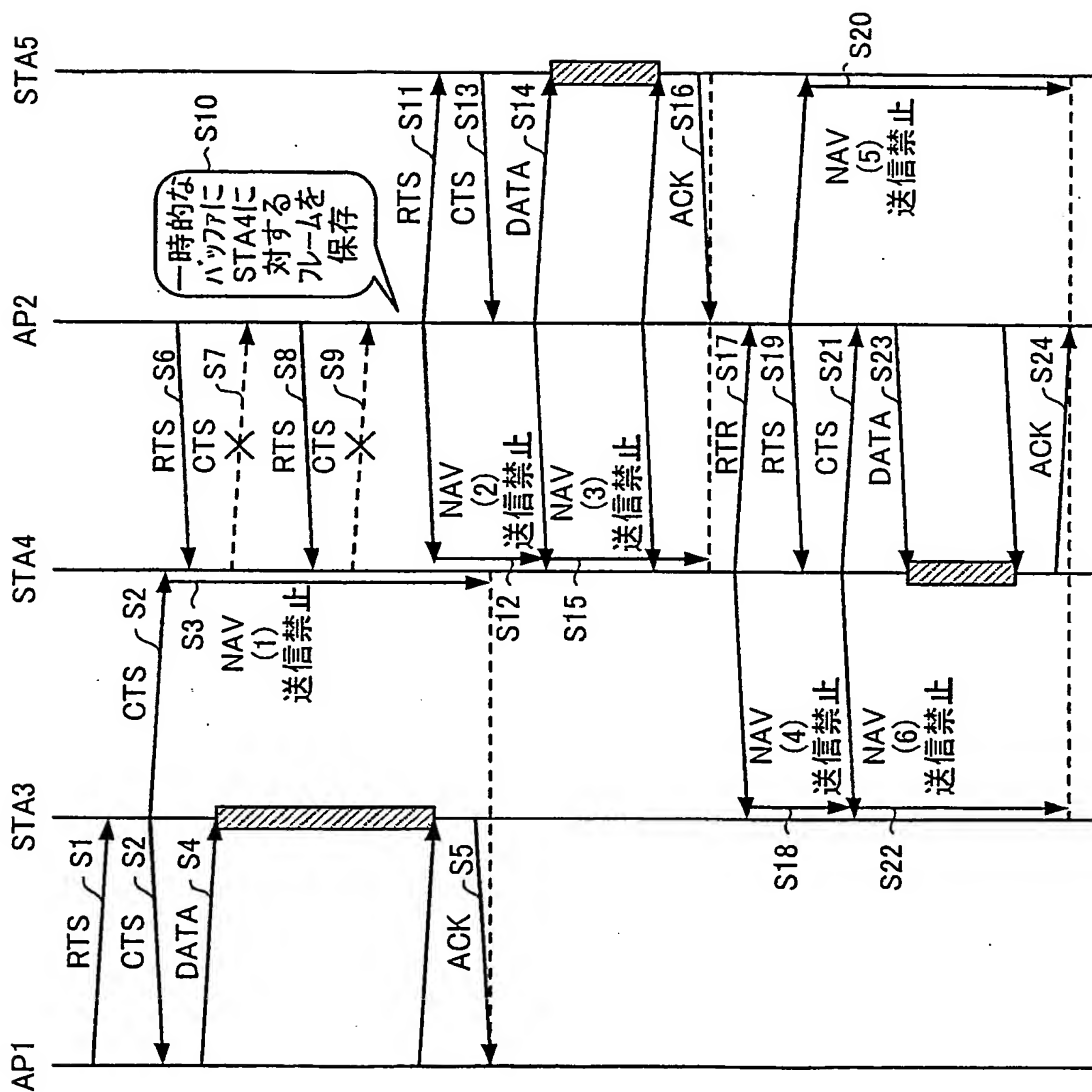 AP1
STA3
STA4
AP2
STA5
RTS S1
CTS S2
CTS S2
S3
NAV
(1)
送信禁止
DATA S4
ACK S5
RTS S6
CTS S7
RTS S8
CTS S9
一時的な
バッファに
STA4に
対する
フレームを
保存
S10
RTS S11
NAV
(2)
送信禁止
S12
CTS S13
DATA S14
NAV
(3)
送信禁止
S15
ACK S16
RTR S17
NAV
(4)
送信禁止
S18
RTS S19
NAV
(5)
送信禁止
S20
CTS S21
NAV
(6)
送信禁止
S22
DATA S23
ACK S24